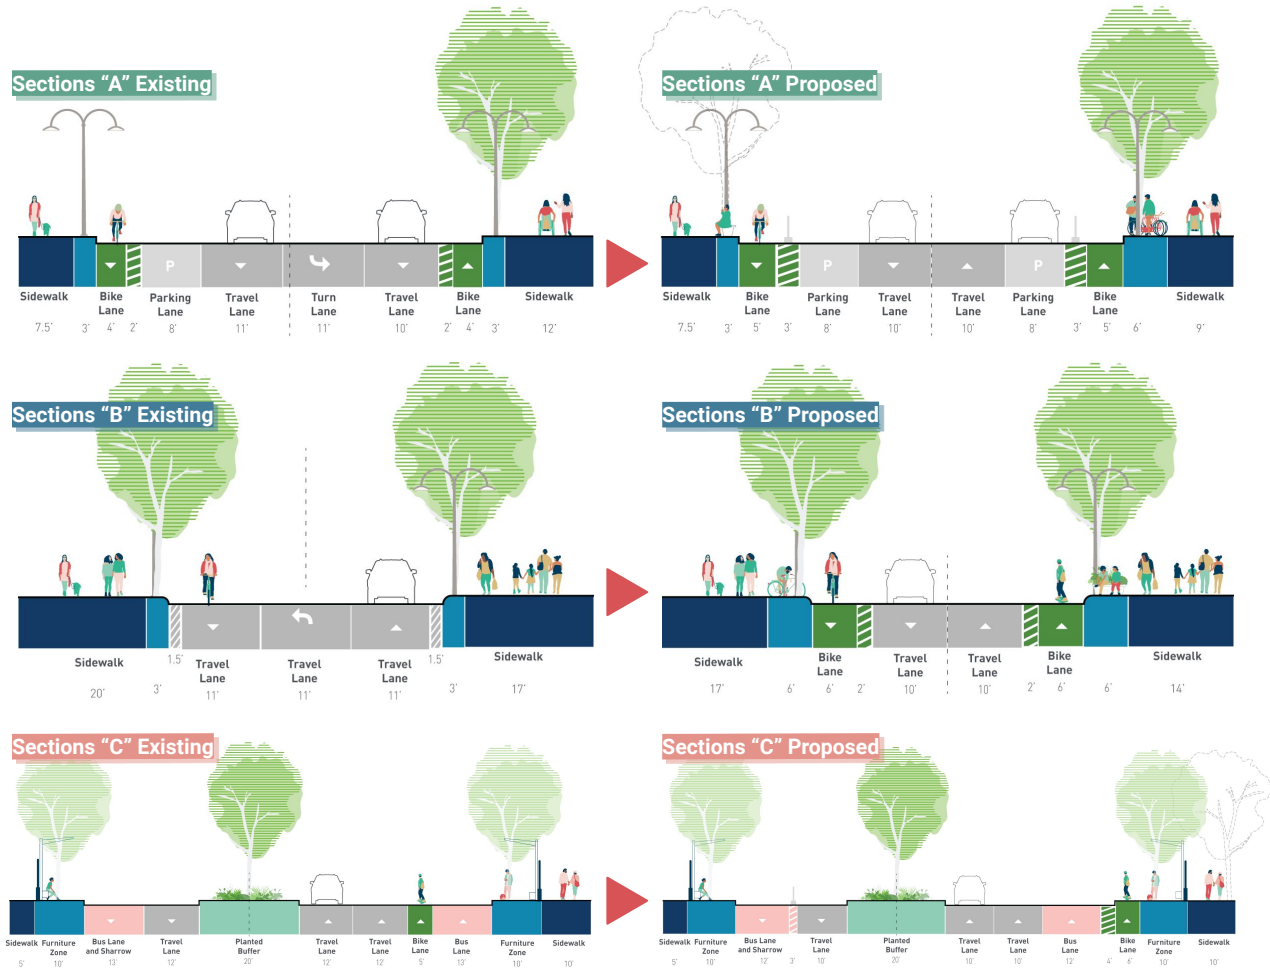 Sections “A” Existing
Sidewalk Bike Lane Parking Lane Travel Lane Turn Lane Travel Lane Bike Lane Sidewalk
7.5' 3' 4' 2' 8' 11' 11' 10' 2' 4' 3' 12'
P
Sections “A” Proposed
Sidewalk Bike Lane Parking Lane Travel Lane Travel Lane Parking Lane Bike Lane Sidewalk
7.5' 3' 5' 3' 8' 10' 10' 8' 3' 5' 6' 9'
P P
Sections “B” Existing
Sidewalk 1.5' Travel Lane Travel Lane Travel Lane 1.5' Sidewalk
20' 3' 11' 11' 11' 3' 17'
Sections “B” Proposed
Sidewalk Bike Lane Travel Lane Travel Lane Bike Lane Sidewalk
17' 6' 6' 2' 10' 10' 2' 6' 6' 14'
Sections “C” Existing
Sidewalk Furniture Zone Bus Lane and Sharrow Travel Lane Planted Buffer Travel Lane Travel Lane Bike Lane Bus Lane Furniture Zone Sidewalk
5' 10' 13' 12' 20' 12' 12' 5' 13' 10' 10'
Sections “C” Proposed
Sidewalk Furniture Zone Bus Lane and Sharrow Travel Lane Planted Buffer Travel Lane Travel Lane Bus Lane Bike Lane Furniture Zone Sidewalk
5' 10' 12' 3' 10' 20' 10' 10' 12' 4' 6' 10' 10'